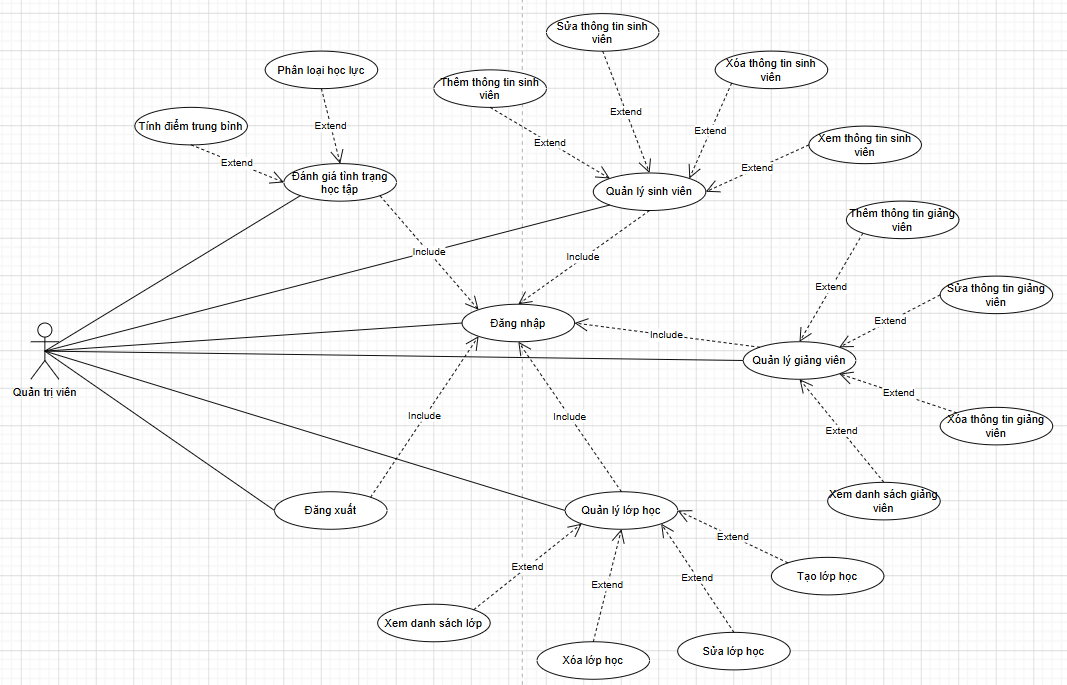 Sửa thông tin sinh
viên
Phân loại học lực
Xóa thông tin sinh
viên
Thêm thông tin sinh
viên
Extend
Tính điểm trung bình
Extend
Extend
Extend
Xem thông tin sinh
viên
Extend
Extend
Đánh giá tình trạng
học tập
Quản lý sinh viên
Thêm thông tin giảng
viên
Include
Include
Extend
Sửa thông tin giảng
viên
Đăng nhập
Extend
Include
Quản lý giảng viên
Quản trị viên
Extend
Include
Include
Xóa thông tin giảng
viên
Extend
Xem danh sách giảng
viên
Đăng xuất
Quản lý lớp học
Extend
Extend
Extend
Extend
Tạo lớp học
Xem danh sách lớp
Xóa lớp học
Sửa lớp học